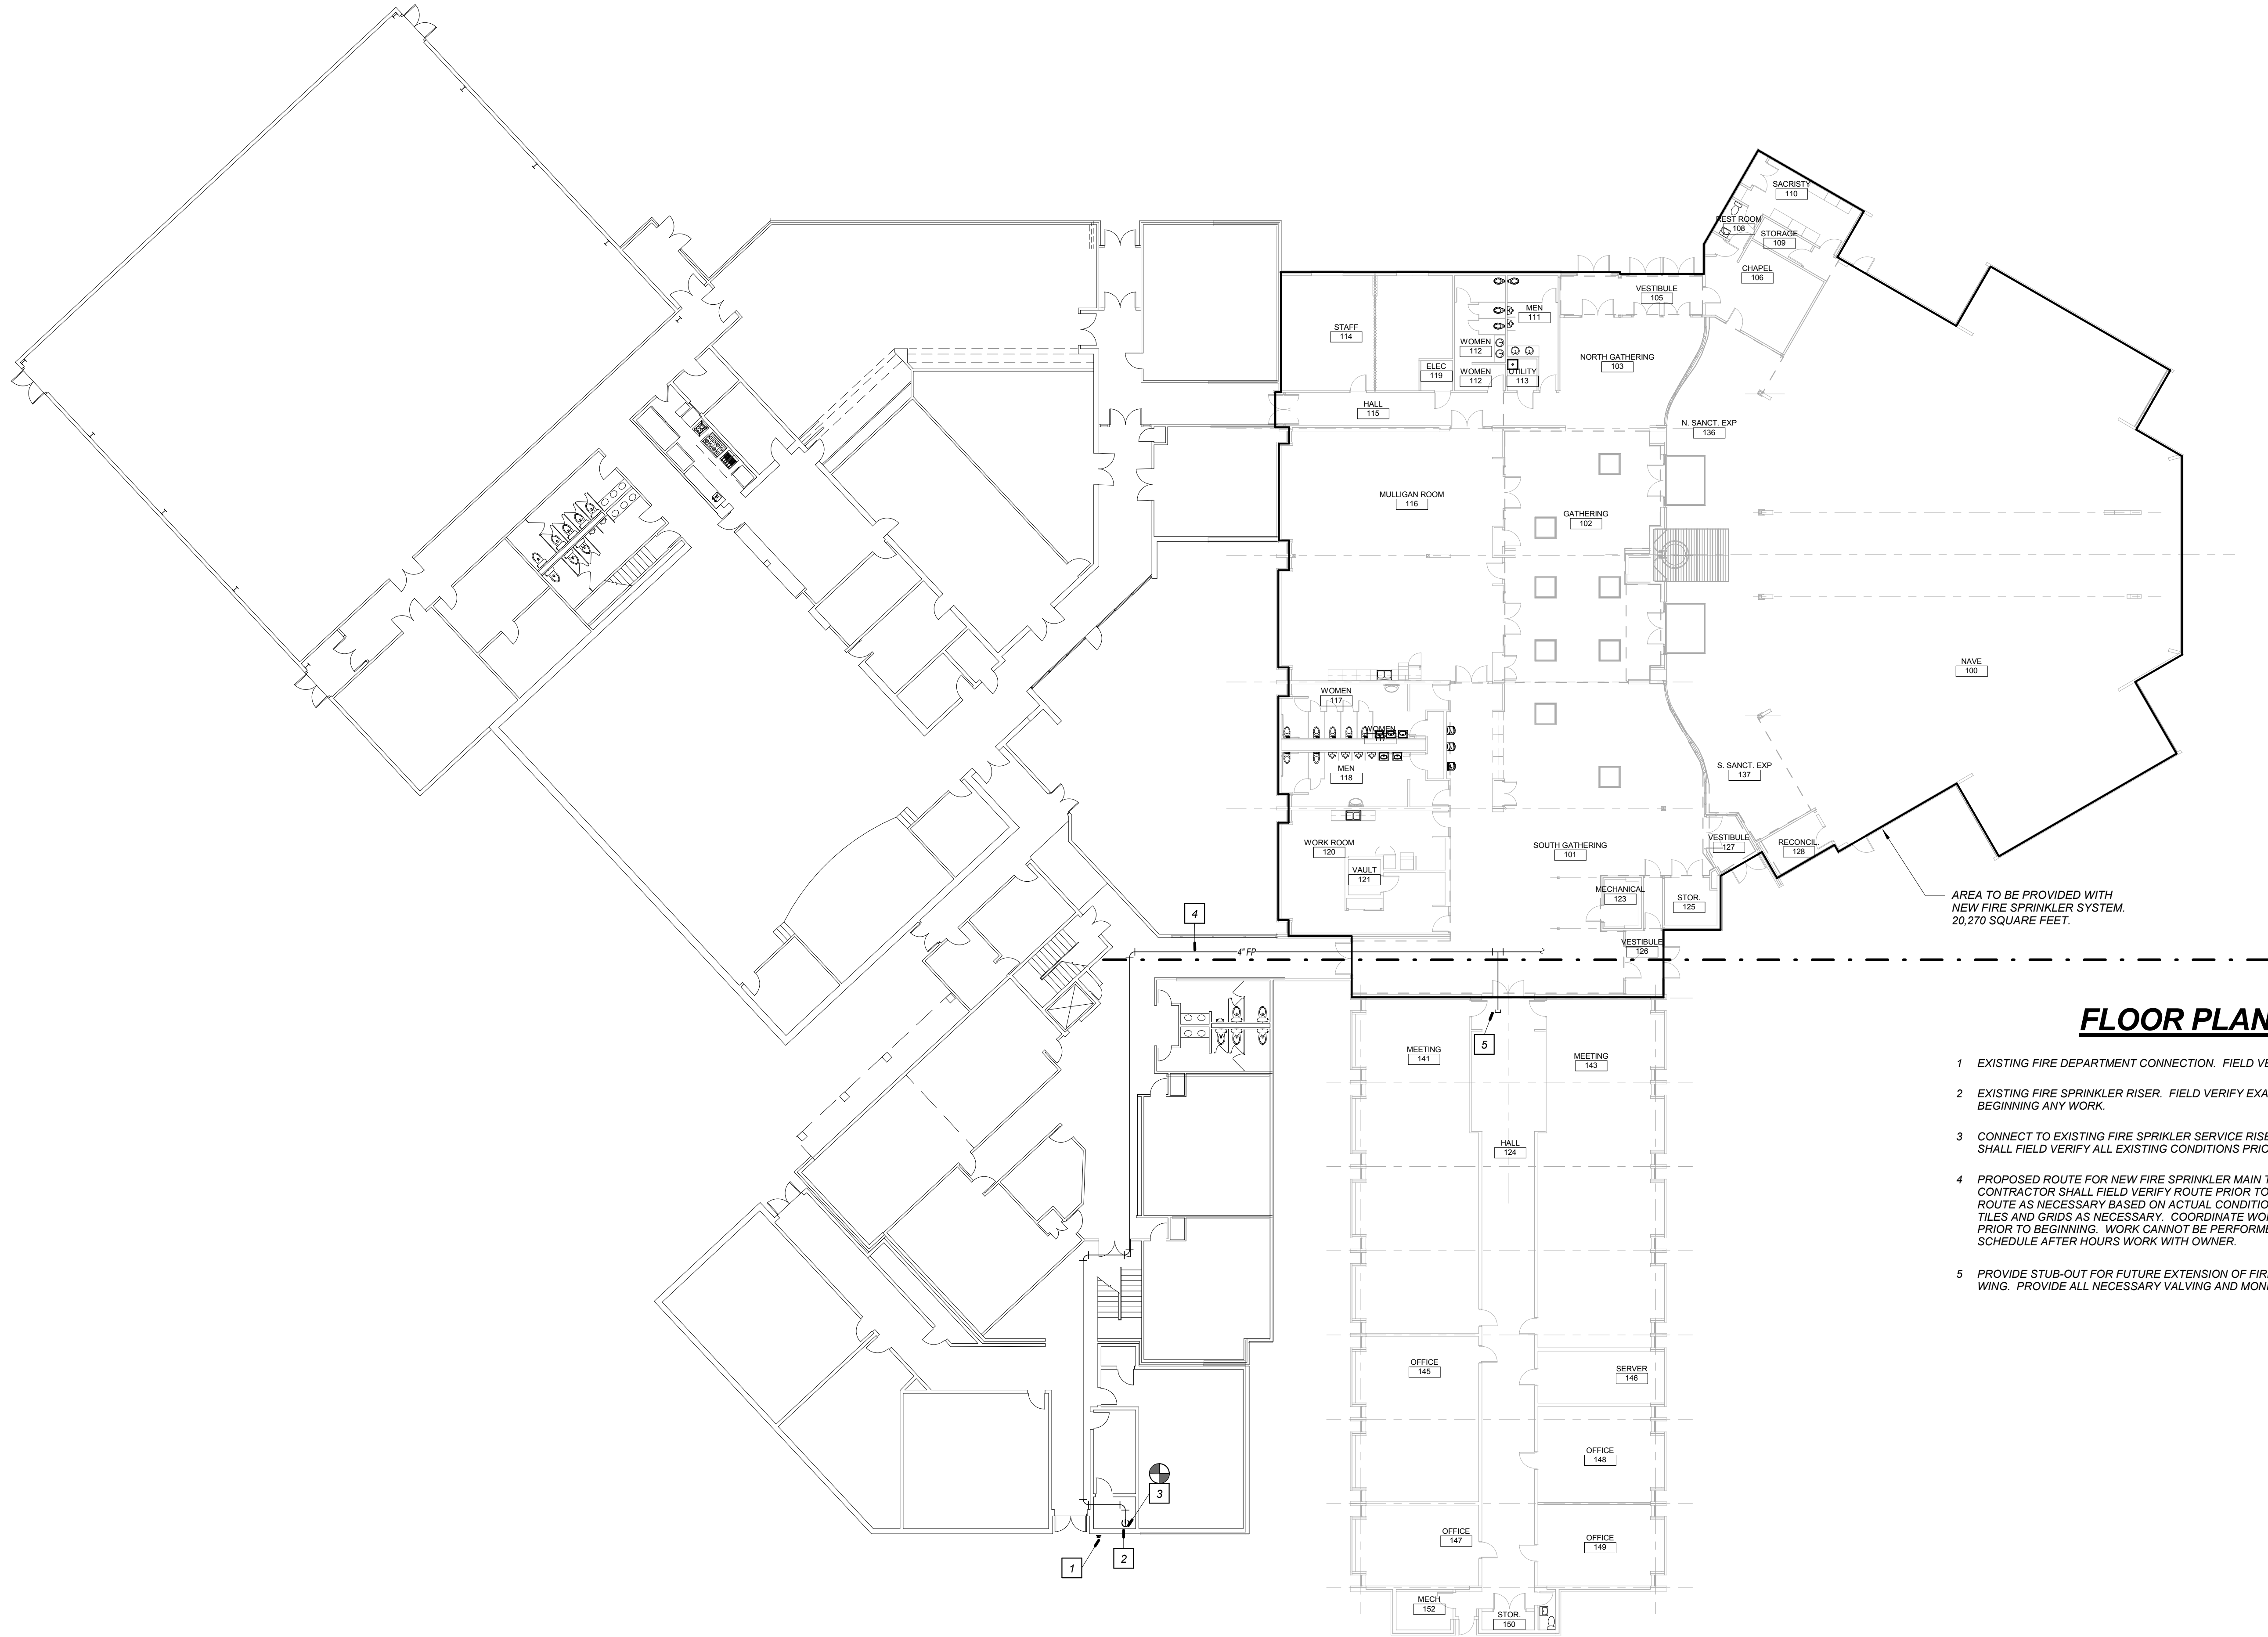 SACRISTY
110
REST ROOM
108
STORAGE
109
CHAPEL
106
VESTIBULE
105
MEN
111
STAFF
114
WOMEN
112
NORTH GATHERING
103
ELEC
119
WOMEN
112
UTILITY
113
HALL
115
N. SANCT. EXP
136
MULLIGAN ROOM
116
GATHERING
102
NAVE
100
WOMEN
117
WOMEN
MEN
118
S. SANCT. EXP
137
WORK ROOM
120
SOUTH GATHERING
101
VESTIBULE
127
RECONCIL.
128
VAULT
121
MECHANICAL
123
STOR.
125
AREA TO BE PROVIDED WITH
NEW FIRE SPRINKLER SYSTEM.
20,270 SQUARE FEET.
4
VESTIBULE
126
4" FP
5
MEETING
141
MEETING
143
HALL
124
OFFICE
145
SERVER
146
OFFICE
148
3
OFFICE
147
OFFICE
149
1
2
MECH
152
STOR.
150
FLOOR PLAN
1 EXISTING FIRE DEPARTMENT CONNECTION. FIELD VE
2 EXISTING FIRE SPRINKLER RISER. FIELD VERIFY EXA
BEGINNING ANY WORK.
3 CONNECT TO EXISTING FIRE SPRIKLER SERVICE RISE
SHALL FIELD VERIFY ALL EXISTING CONDITIONS PRIO
4 PROPOSED ROUTE FOR NEW FIRE SPRINKLER MAIN T
CONTRACTOR SHALL FIELD VERIFY ROUTE PRIOR TO
ROUTE AS NECESSARY BASED ON ACTUAL CONDITIO
TILES AND GRIDS AS NECESSARY. COORDINATE WO
PRIOR TO BEGINNING. WORK CANNOT BE PERFORME
SCHEDULE AFTER HOURS WORK WITH OWNER.
5 PROVIDE STUB-OUT FOR FUTURE EXTENSION OF FIR
WING. PROVIDE ALL NECESSARY VALVING AND MON